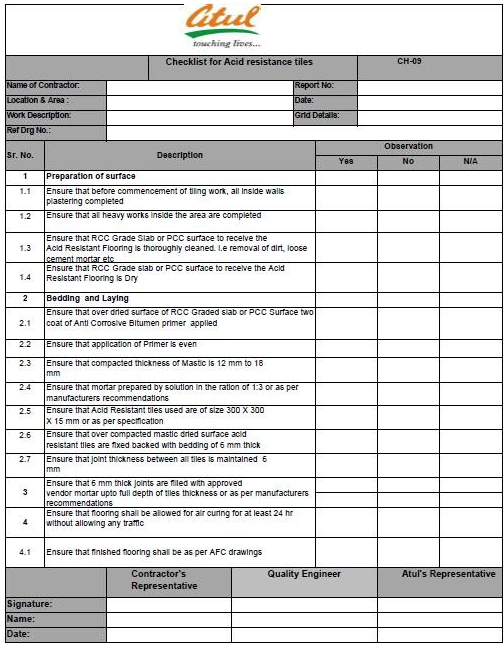 atul
touching lives...
Checklist for Acid resistance tiles CH-09
Name of Contractor: Report No:
Location & Area : Date:
Work Description: Grid Details:
Ref Drg No.:
Sr. No. Description Observation
Yes No N/A
1 Preparation of surface
1.1 Ensure that before commencement of tiling work, all inside walls
plastering completed
1.2 Ensure that all heavy works inside the area are completed
1.3 Ensure that RCC Grade Slab or PCC surface to receive the
Acid Resistant Flooring is thoroughly cleaned. i.e removal of dirt, loose
cement mortar etc
1.4 Ensure that RCC Grade slab or PCC surface to receive the Acid
Resistant Flooring is Dry
2 Bedding and Laying
2.1 Ensure that over dried surface of RCC Graded slab or PCC Surface two
coat of Anti Corrosive Bitumen primer applied
2.2 Ensure that application of Primer is even
2.3 Ensure that compacted thickness of Mastic is 12 mm to 18
mm
2.4 Ensure that mortar prepared by solution in the ration of 1:3 or as per
manufacturers recommendations
2.5 Ensure that Acid Resistant tiles used are of size 300 X 300
X 15 mm or as per specification
2.6 Ensure that over compacted mastic dried surface acid
resistant tiles are fixed backed with bedding of 6 mm thick
2.7 Ensure that joint thickness between all tiles is maintained 6
mm
3 Ensure that 6 mm thick joints are filled with approved
vendor mortar upto full depth of tiles thickness or as per manufacturers
recommendations
4 Ensure that flooring shall be allowed for air curing for at least 24 hr
without allowing any traffic
4.1 Ensure that finished flooring shall be as per AFC drawings
Contractor's
Representative Quality Engineer Atul's Representative
Signature:
Name:
Date: